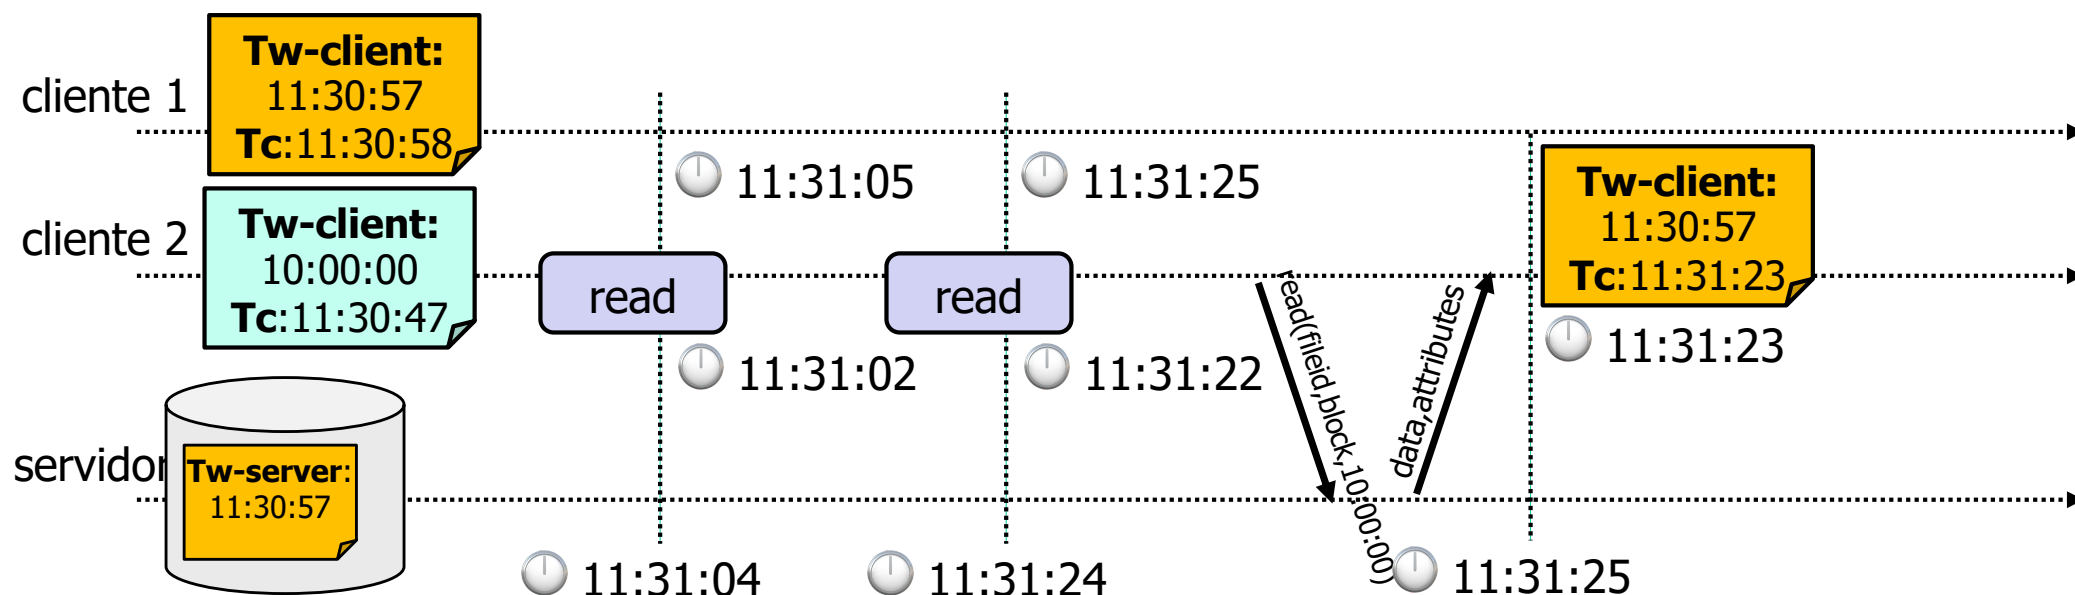 cliente 1
Tw-client:
11:30:57
Tc:11:30:58
11:31:05
11:31:25
cliente 2
Tw-client:
10:00:00
Tc:11:30:47
read
read
11:31:02
11:31:22
read(fileid,block,10:00:00)
data,attributes
Tw-client:
11:30:57
Tc:11:31:23
11:31:23
servidor
Tw-server:
11:30:57
11:31:04
11:31:24
11:31:25